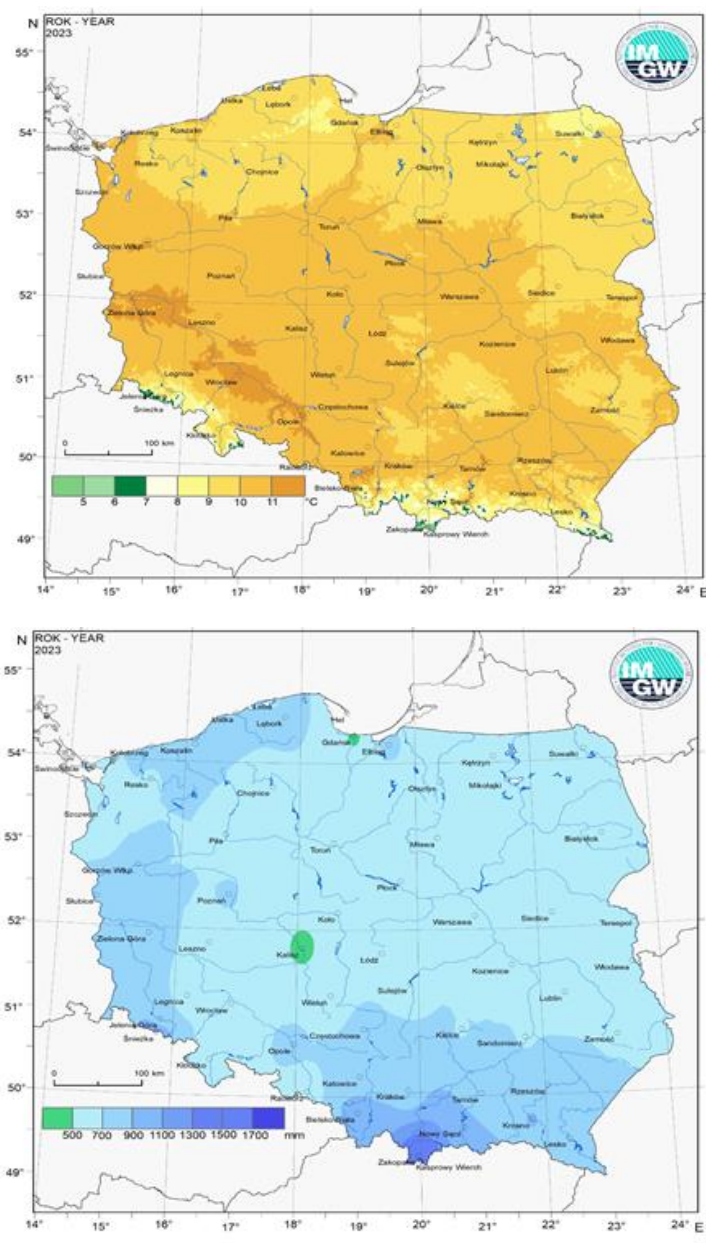 N
ROK - YEAR
2023
IMGW
55°
54°
53°
52°
51°
50°
49°
Łeba
Ustka
Lębork
Hel
Gdańsk
Elbląg
Kołobrzeg
Koszalin
Kętrzyn
Suwałki
Świnoujście
Resko
Chojnice
Olsztyn
Mikołajki
Szczecin
Piła
Toruń
Mława
Białystok
Gorzów Wlkp
Słubice
Poznań
Płock
Koło
Warszawa
Siedlce
Terespol
Zielona Góra
Leszno
Kalisz
Łódź
Kozienice
Włodawa
Legnica
Wrocław
Wieluń
Sulejów
Lublin
Jelenia Góra
Śnieżka
Kłodzko
Opole
Częstochowa
Kielce
Sandomierz
Zamość
Katowice
Racibórz
Kraków
Tarnów
Rzeszów
Bielsko-Biała
Nowy Sącz
Krosno
Lesko
Zakopane
Kasprowy Wierch
0 100 km
5 6 7 8 9 10 11 °C
14° 15° 16° 17° 18° 19° 20° 21° 22° 23° 24° E
N
ROK - YEAR
2023
IMGW
55°
54°
53°
52°
51°
50°
49°
Łeba
Ustka
Lębork
Hel
Gdańsk
Elbląg
Kołobrzeg
Koszalin
Kętrzyn
Suwałki
Świnoujście
Resko
Chojnice
Olsztyn
Mikołajki
Szczecin
Piła
Toruń
Mława
Białystok
Gorzów Wlkp
Słubice
Poznań
Płock
Koło
Warszawa
Siedlce
Terespol
Zielona Góra
Leszno
Kalisz
Łódź
Kozienice
Włodawa
Legnica
Wrocław
Wieluń
Sulejów
Lublin
Jelenia Góra
Śnieżka
Kłodzko
Opole
Częstochowa
Kielce
Sandomierz
Zamość
Katowice
Racibórz
Kraków
Tarnów
Rzeszów
Bielsko-Biała
Nowy Sącz
Krosno
Lesko
Zakopane
Kasprowy Wierch
0 100 km
500 700 900 1100 1300 1500 1700 mm
14° 15° 16° 17° 18° 19° 20° 21° 22° 23° 24° E